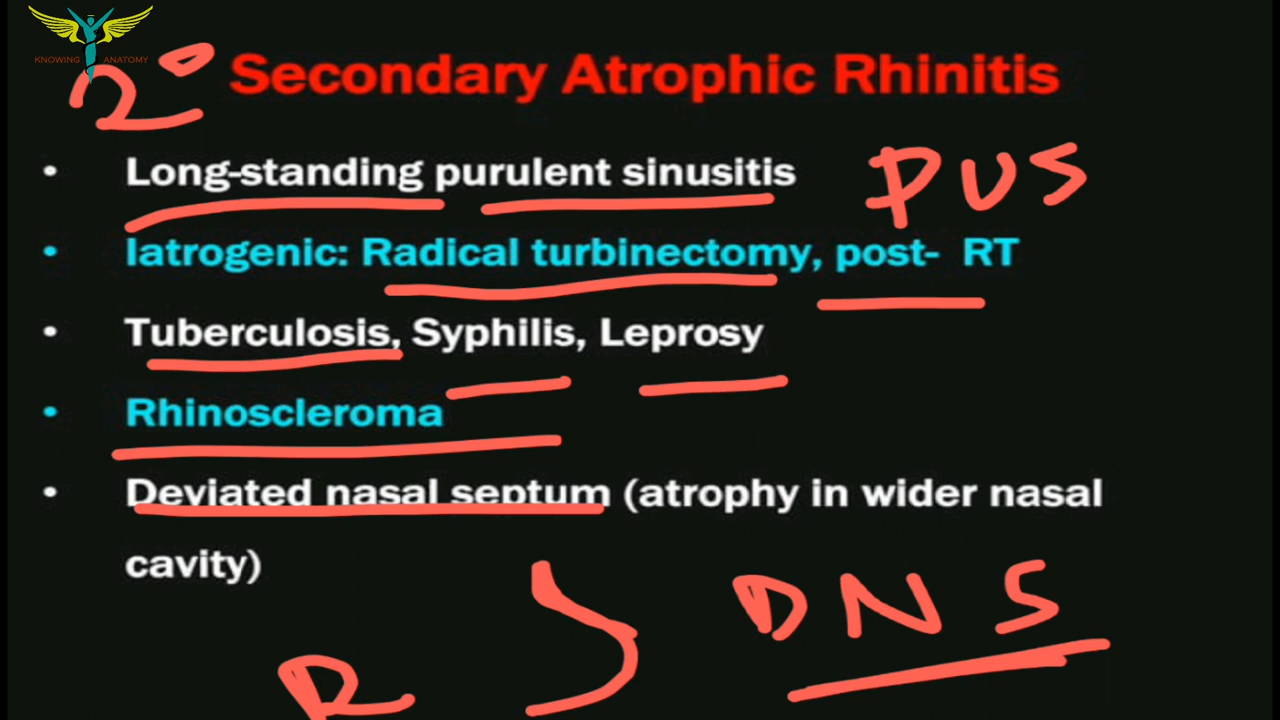 KNOWING ANATOMY
2° Secondary Atrophic Rhinitis
• Long-standing purulent sinusitis PUS
• Iatrogenic: Radical turbinectomy, post- RT
• Tuberculosis, Syphilis, Leprosy
• Rhinoscleroma
• Deviated nasal septum (atrophy in wider nasal
cavity)
DNS
R